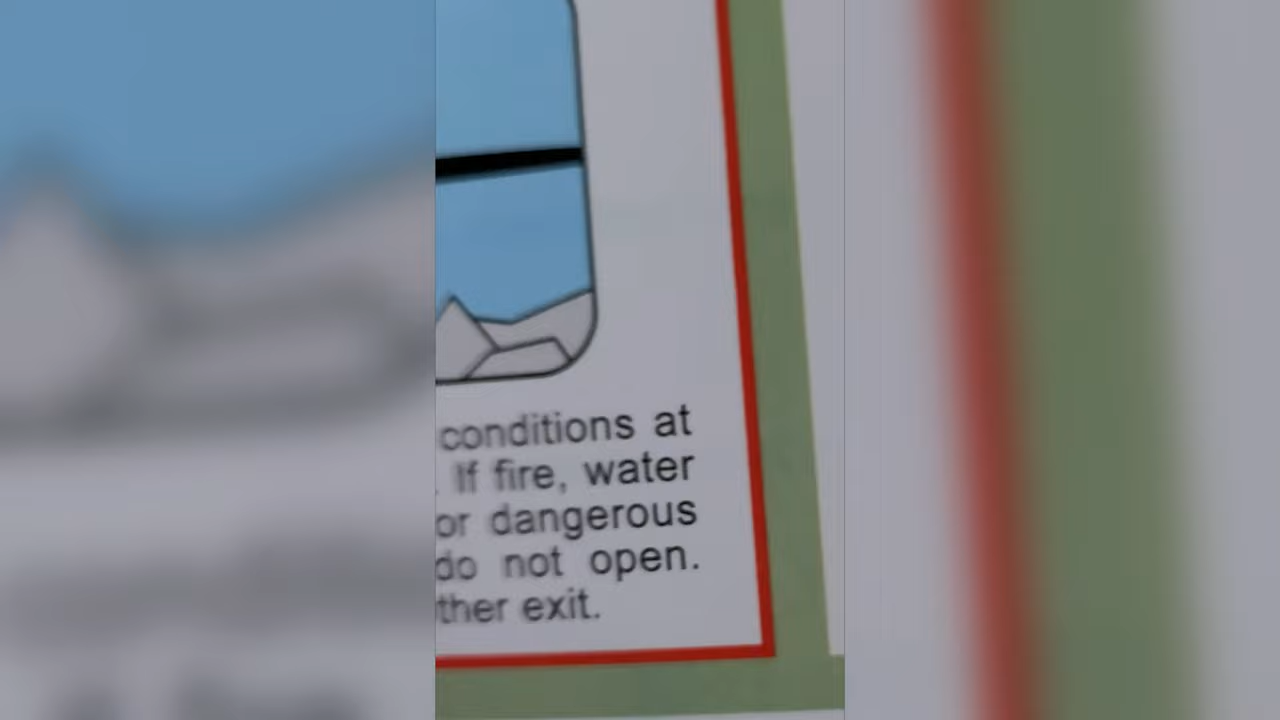 conditions at
. If fire, water
or dangerous
do not open.
ther exit.